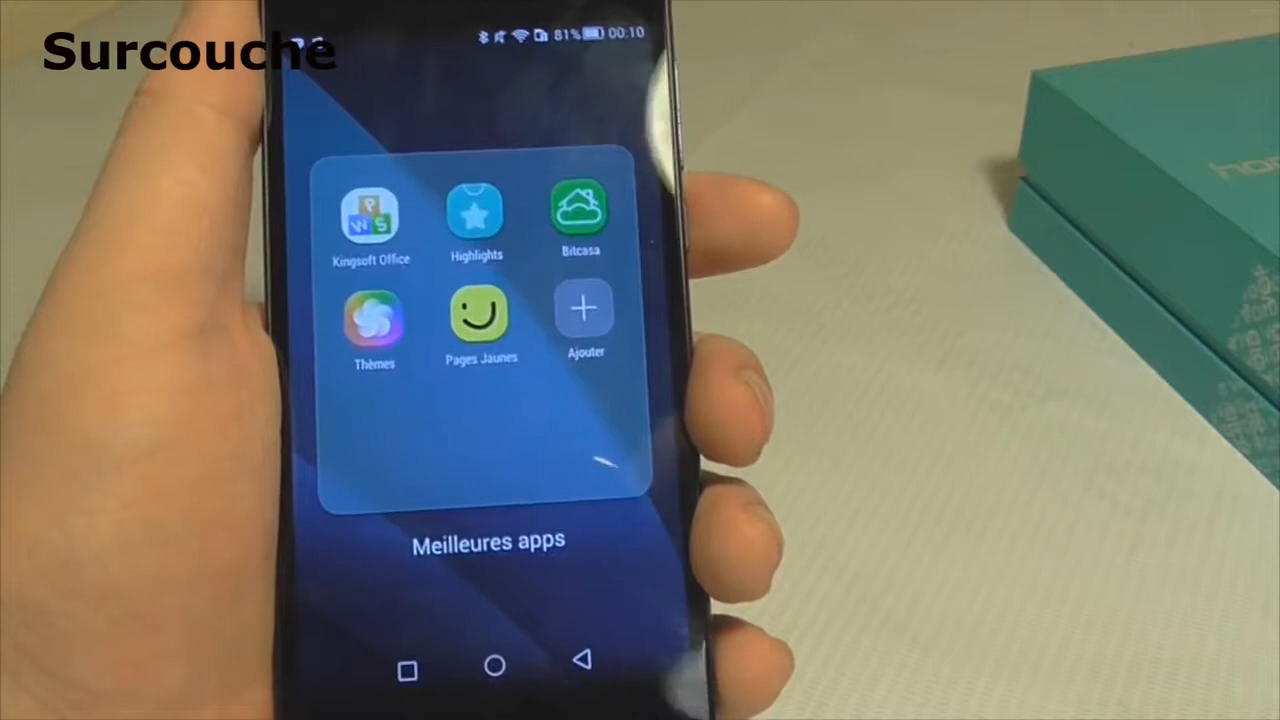 Surcouche
81% 00:10
Kingsoft Office
Highlights
Bitcasa
Thèmes
Pages Jaunes
Ajouter
Meilleures apps